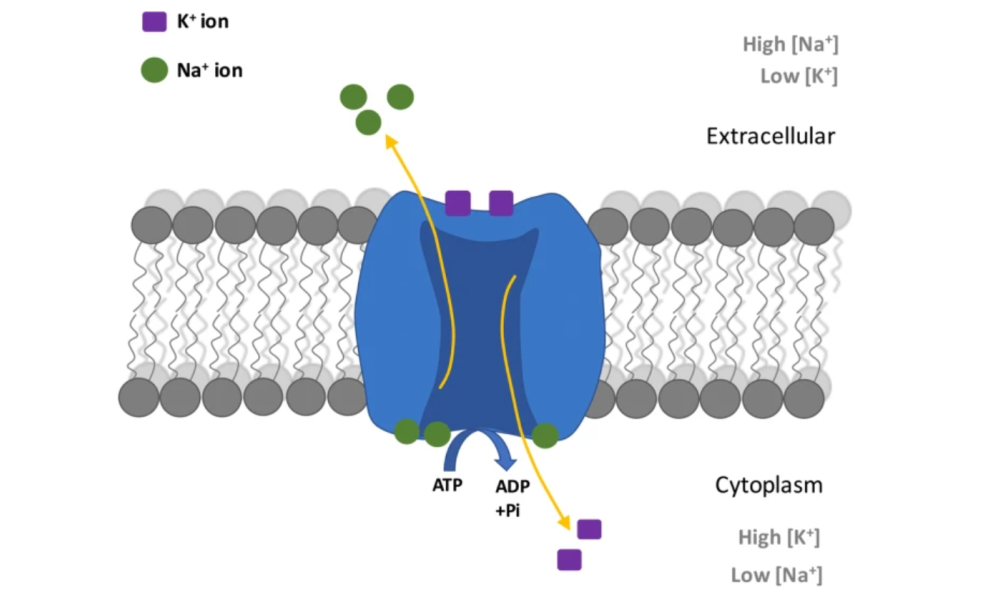 K⁺ ion
Na⁺ ion
High [Na⁺]
Low [K⁺]
Extracellular
ATP
ADP
+Pi
Cytoplasm
High [K⁺]
Low [Na⁺]